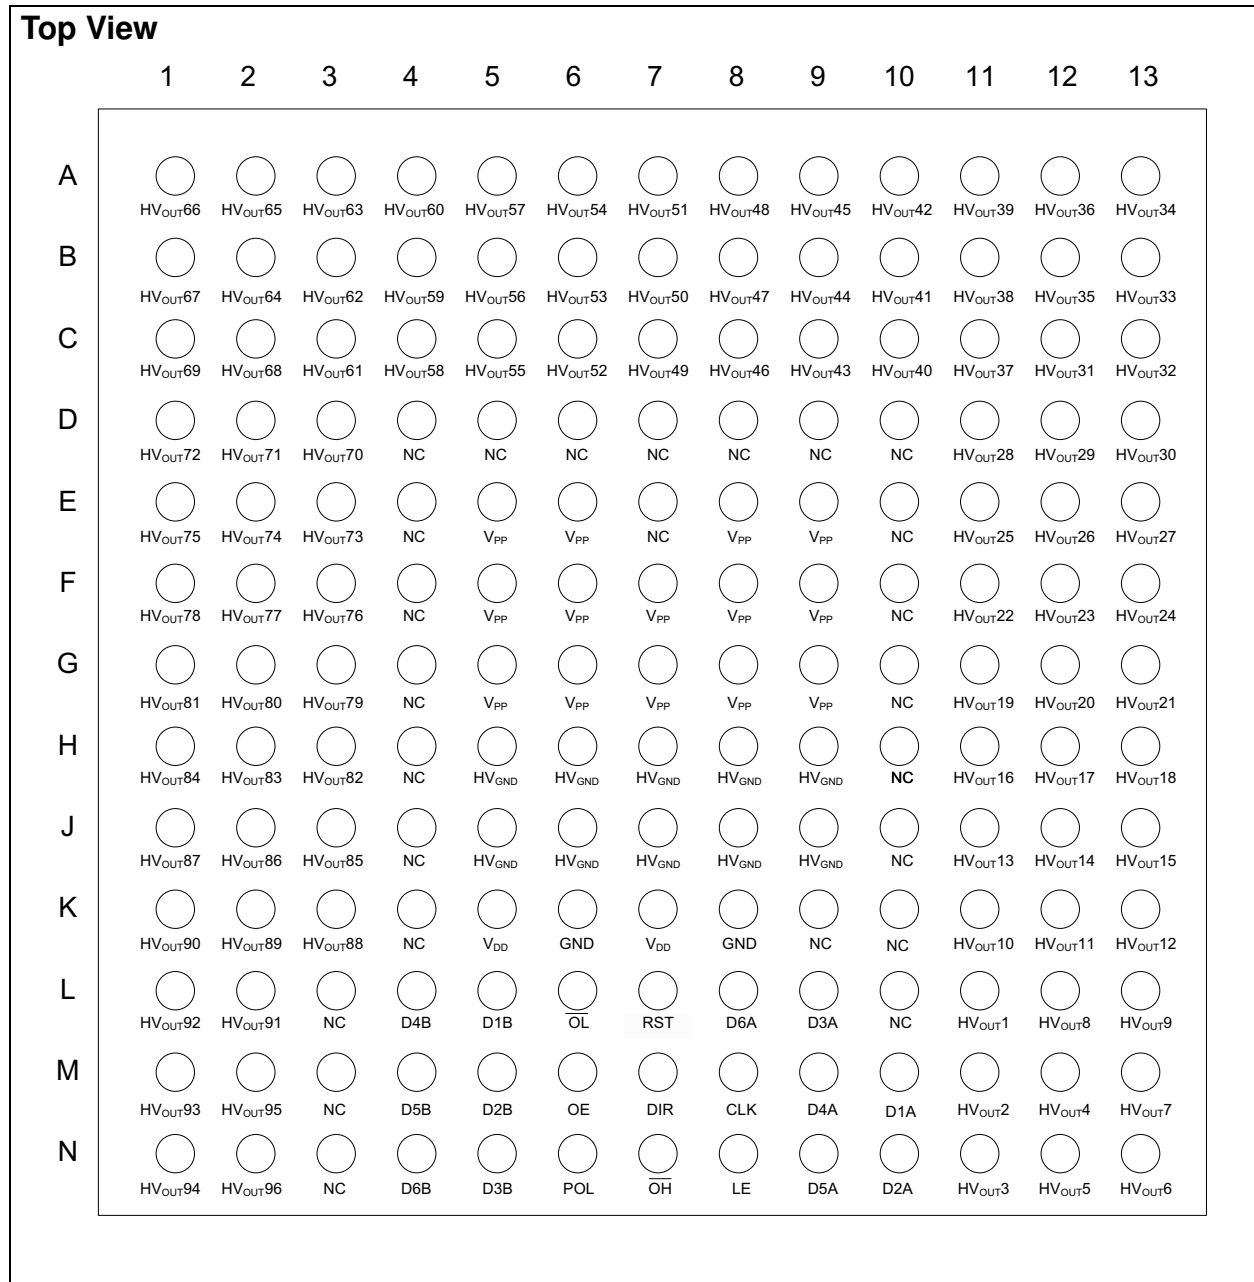 Top View
1 2 3 4 5 6 7 8 9 10 11 12 13
A
HVOUT66 HVOUT65 HVOUT63 HVOUT60 HVOUT57 HVOUT54 HVOUT51 HVOUT48 HVOUT45 HVOUT42 HVOUT39 HVOUT36 HVOUT34
B
HVOUT67 HVOUT64 HVOUT62 HVOUT59 HVOUT56 HVOUT53 HVOUT50 HVOUT47 HVOUT44 HVOUT41 HVOUT38 HVOUT35 HVOUT33
C
HVOUT69 HVOUT68 HVOUT61 HVOUT58 HVOUT55 HVOUT52 HVOUT49 HVOUT46 HVOUT43 HVOUT40 HVOUT37 HVOUT31 HVOUT32
D
HVOUT72 HVOUT71 HVOUT70 NC NC NC NC NC NC NC HVOUT28 HVOUT29 HVOUT30
E
HVOUT75 HVOUT74 HVOUT73 NC VPP VPP NC VPP VPP NC HVOUT25 HVOUT26 HVOUT27
F
HVOUT78 HVOUT77 HVOUT76 NC VPP VPP VPP VPP VPP NC HVOUT22 HVOUT23 HVOUT24
G
HVOUT81 HVOUT80 HVOUT79 NC VPP VPP VPP VPP VPP NC HVOUT19 HVOUT20 HVOUT21
H
HVOUT84 HVOUT83 HVOUT82 NC HVGND HVGND HVGND HVGND HVGND NC HVOUT16 HVOUT17 HVOUT18
J
HVOUT87 HVOUT86 HVOUT85 NC HVGND HVGND HVGND HVGND HVGND NC HVOUT13 HVOUT14 HVOUT15
K
HVOUT90 HVOUT89 HVOUT88 NC VDD GND VDD GND NC NC HVOUT10 HVOUT11 HVOUT12
L
HVOUT92 HVOUT91 NC D4B D1B O̅L̅ RST D6A D3A NC HVOUT1 HVOUT8 HVOUT9
M
HVOUT93 HVOUT95 NC D5B D2B OE DIR CLK D4A D1A HVOUT2 HVOUT4 HVOUT7
N
HVOUT94 HVOUT96 NC D6B D3B POL O̅H̅ LE D5A D2A HVOUT3 HVOUT5 HVOUT6